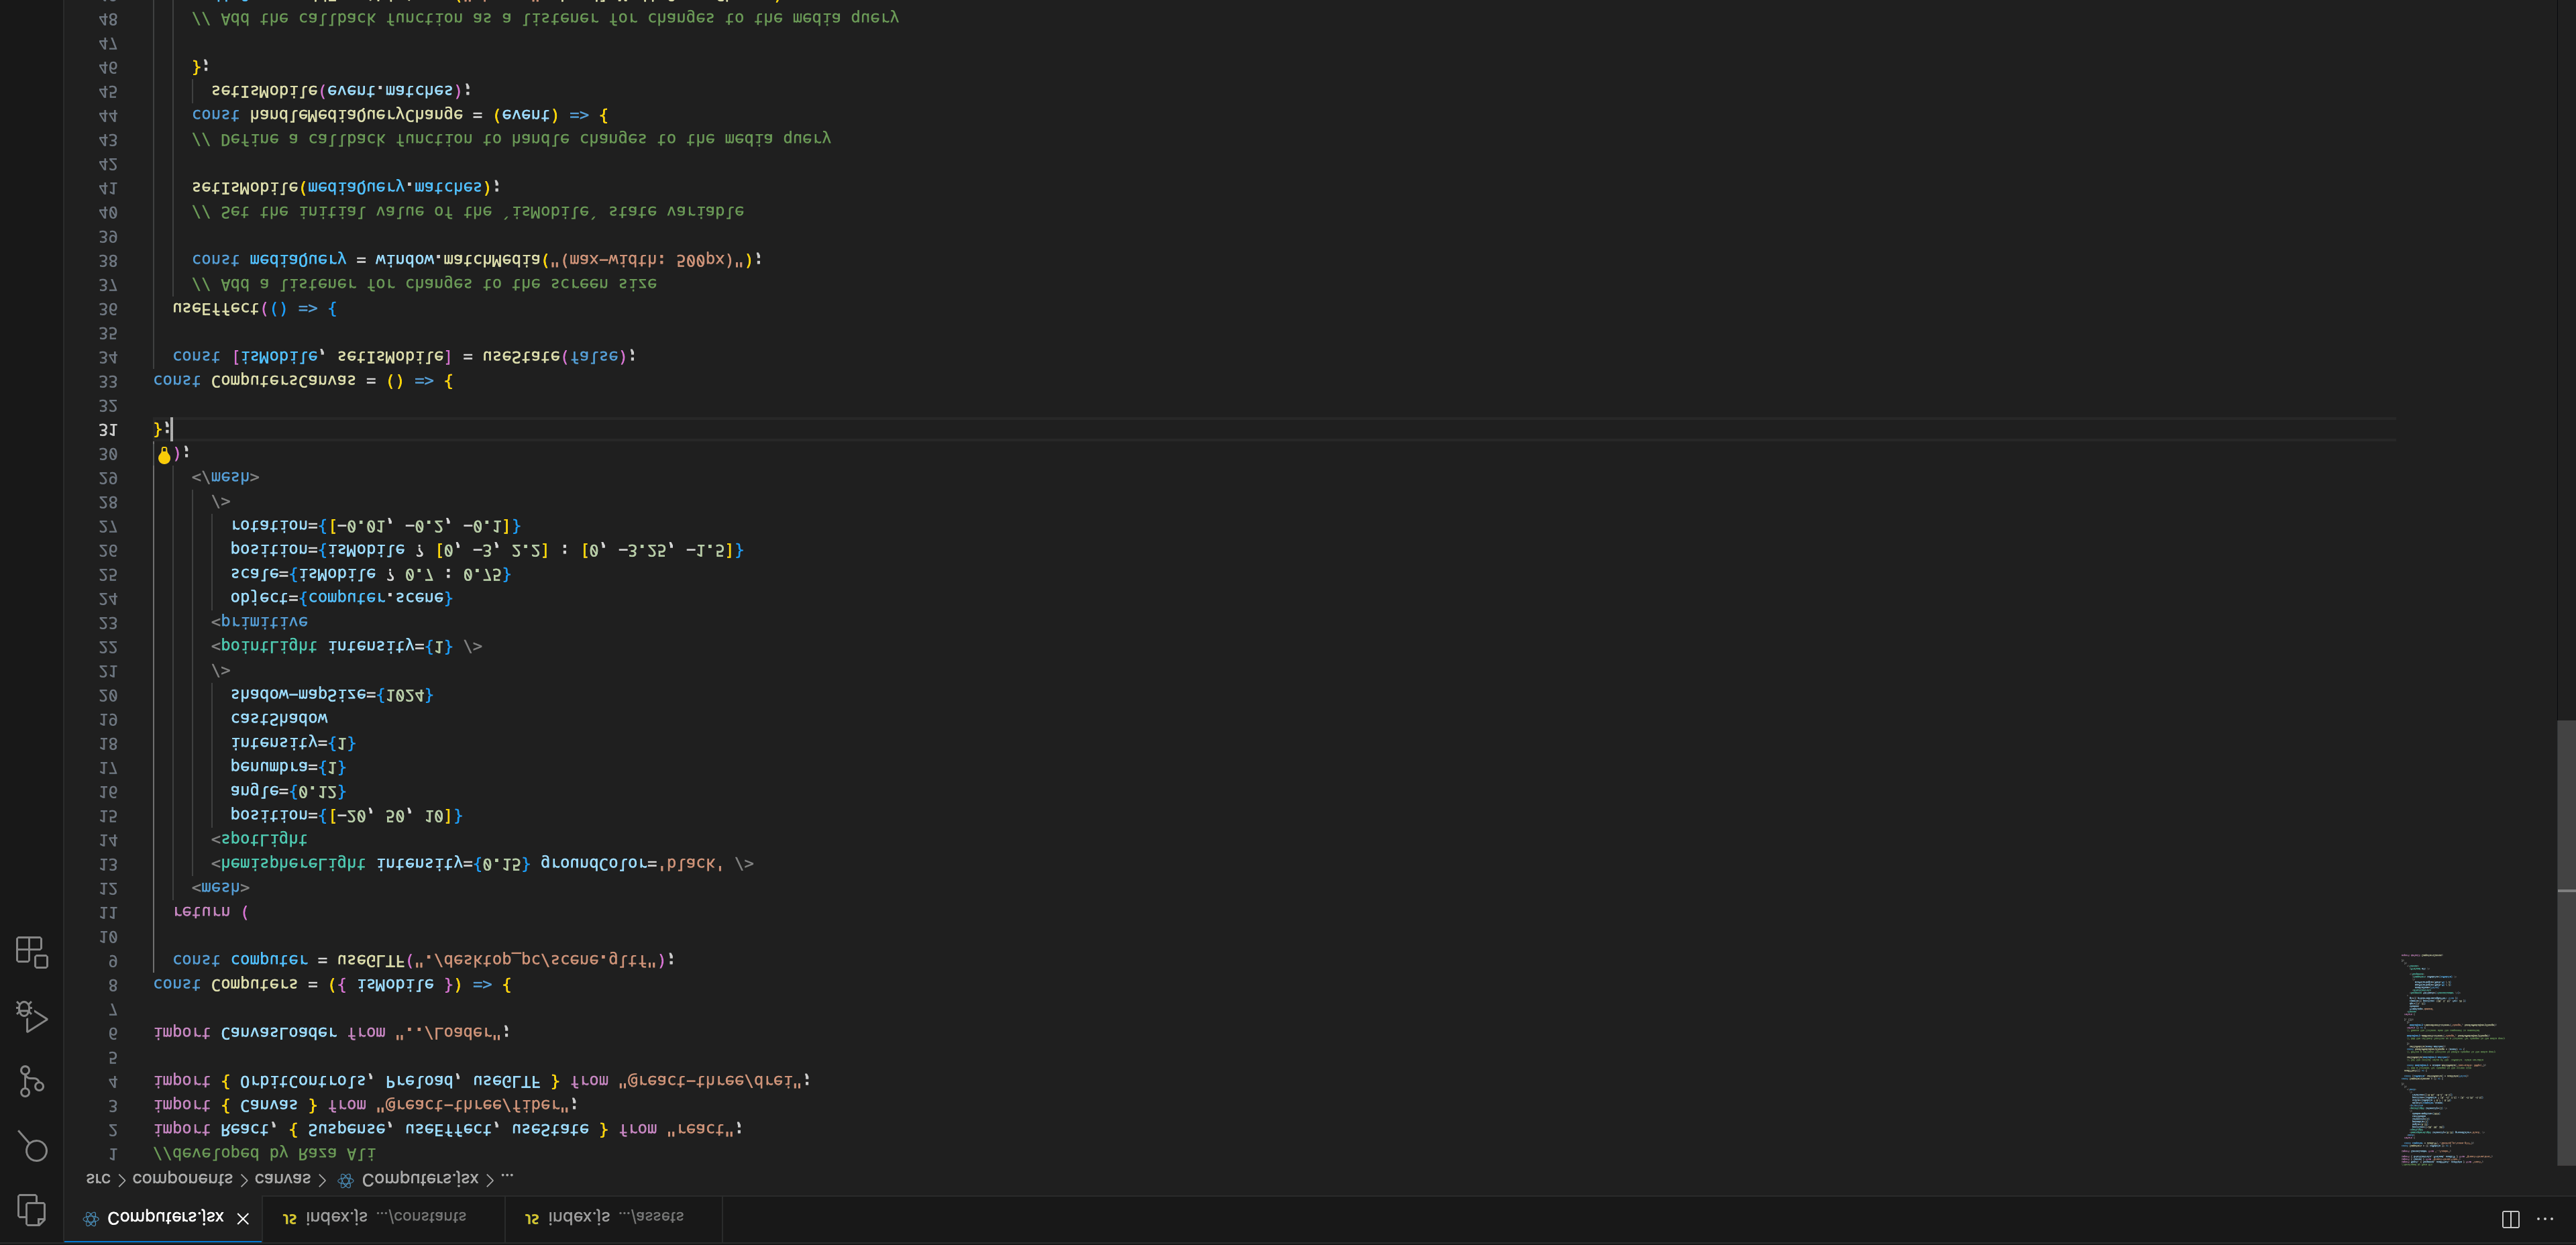 Computers.jsx JS index.js .../constants JS index.js .../assets
src > components > canvas > Computers.jsx > ...
1 //developed by Raza Ali
2 import React, { Suspense, useEffect, useState } from "react";
3 import { Canvas } from "@react-three/fiber";
4 import { OrbitControls, Preload, useGLTF } from "@react-three/drei";
5
6 import CanvasLoader from "../Loader";
7
8 const Computers = ({ isMobile }) => {
9 const computer = useGLTF("./desktop_pc/scene.gltf");
10
11 return (
12 <mesh>
13 <hemisphereLight intensity={0.15} groundColor='black' />
14 <spotLight
15 position={[-20, 50, 10]}
16 angle={0.12}
17 penumbra={1}
18 intensity={1}
19 castShadow
20 shadow-mapSize={1024}
21 />
22 <pointLight intensity={1} />
23 <primitive
24 object={computer.scene}
25 scale={isMobile ? 0.7 : 0.75}
26 position={isMobile ? [0, -3, 2.2] : [0, -3.25, -1.5]}
27 rotation={[-0.01, -0.2, -0.1]}
28 />
29 </mesh>
30 );
31 };
32
33 const ComputersCanvas = () => {
34 const [isMobile, setIsMobile] = useState(false);
35
36 useEffect(() => {
37 // Add a listener for changes to the screen size
38 const mediaQuery = window.matchMedia("(max-width: 500px)");
39
40 // Set the initial value of the `isMobile` state variable
41 setIsMobile(mediaQuery.matches);
42
43 // Define a callback function to handle changes to the media query
44 const handleMediaQueryChange = (event) => {
45 setIsMobile(event.matches);
46 };
47
48 // Add the callback function as a listener for changes to the media query